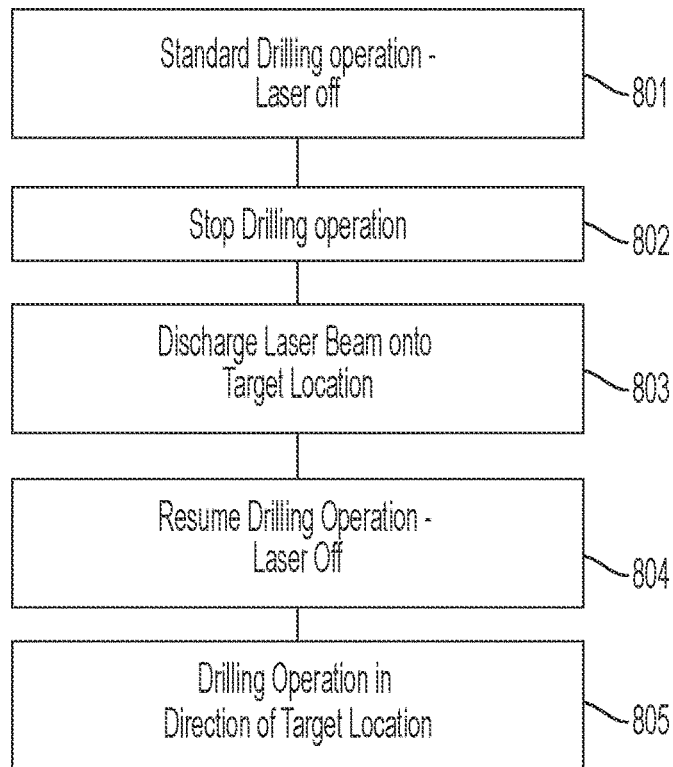 Standard Drilling operation -
Laser off
801
Stop Drilling operation
802
Discharge Laser Beam onto
Target Location
803
Resume Drilling Operation -
Laser Off
804
Drilling Operation in
Direction of Target Location
805